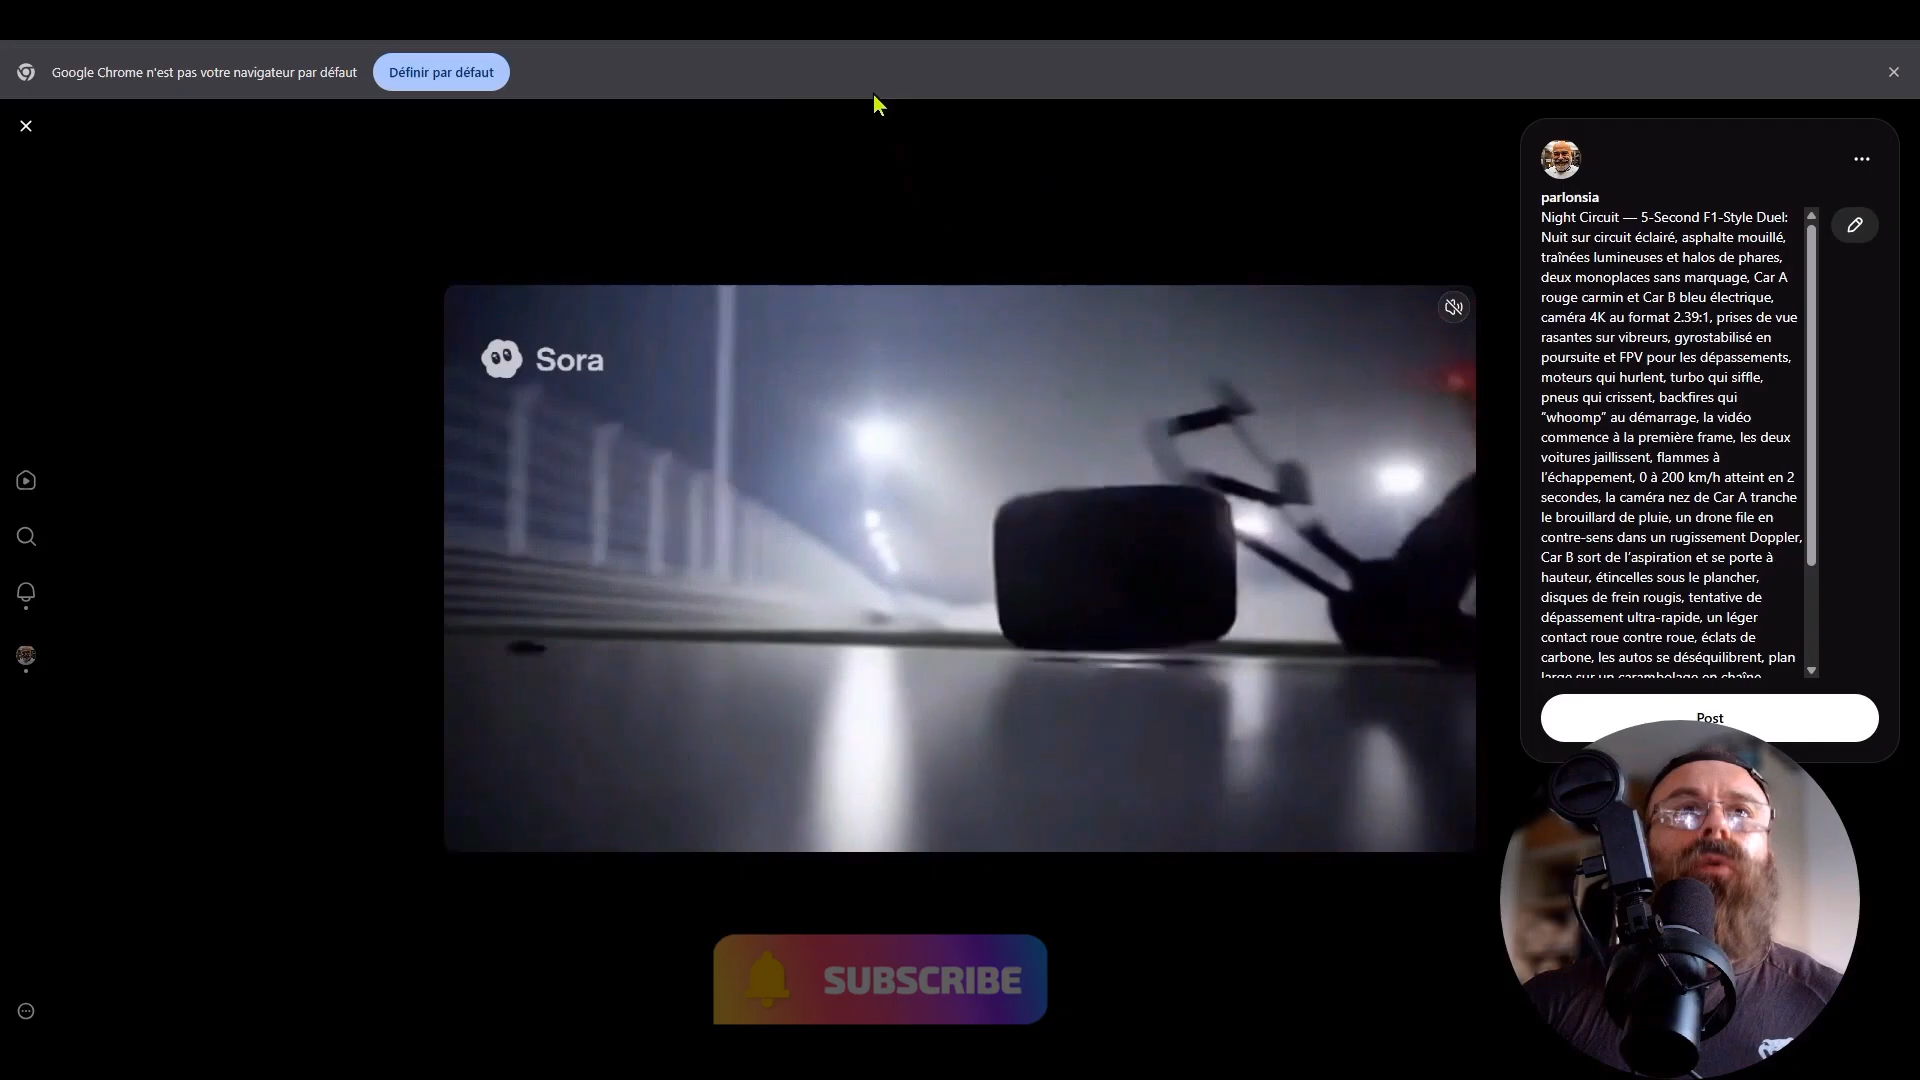 Google Chrome n'est pas votre navigateur par défaut
Définir par défaut
Sora
parlonsia
Night Circuit — 5-Second F1-Style Duel:
Nuit sur circuit éclairé, asphalte mouillé,
traînées lumineuses et halos de phares,
deux monoplaces sans marquage, Car A
rouge carmin et Car B bleu électrique,
caméra 4K au format 2.39:1, prises de vue
rasantes sur vibreurs, gyrostabilisé en
poursuite et FPV pour les dépassements,
moteurs qui hurlent, turbo qui siffle,
pneus qui crissent, backfires qui
“whoomp” au démarrage, la vidéo
commence à la première frame, les deux
voitures jaillissent, flammes à
l’échappement, 0 à 200 km/h atteint en 2
secondes, la caméra nez de Car A tranche
le brouillard de pluie, un drone file en
contre-sens dans un rugissement Doppler,
Car B sort de l’aspiration et se porte à
hauteur, étincelles sous le plancher,
disques de frein rougis, tentative de
dépassement ultra-rapide, un léger
contact roue contre roue, éclats de
carbone, les autos se déséquilibrent, plan
large sur un carambolage en chaîne
Post
SUBSCRIBE